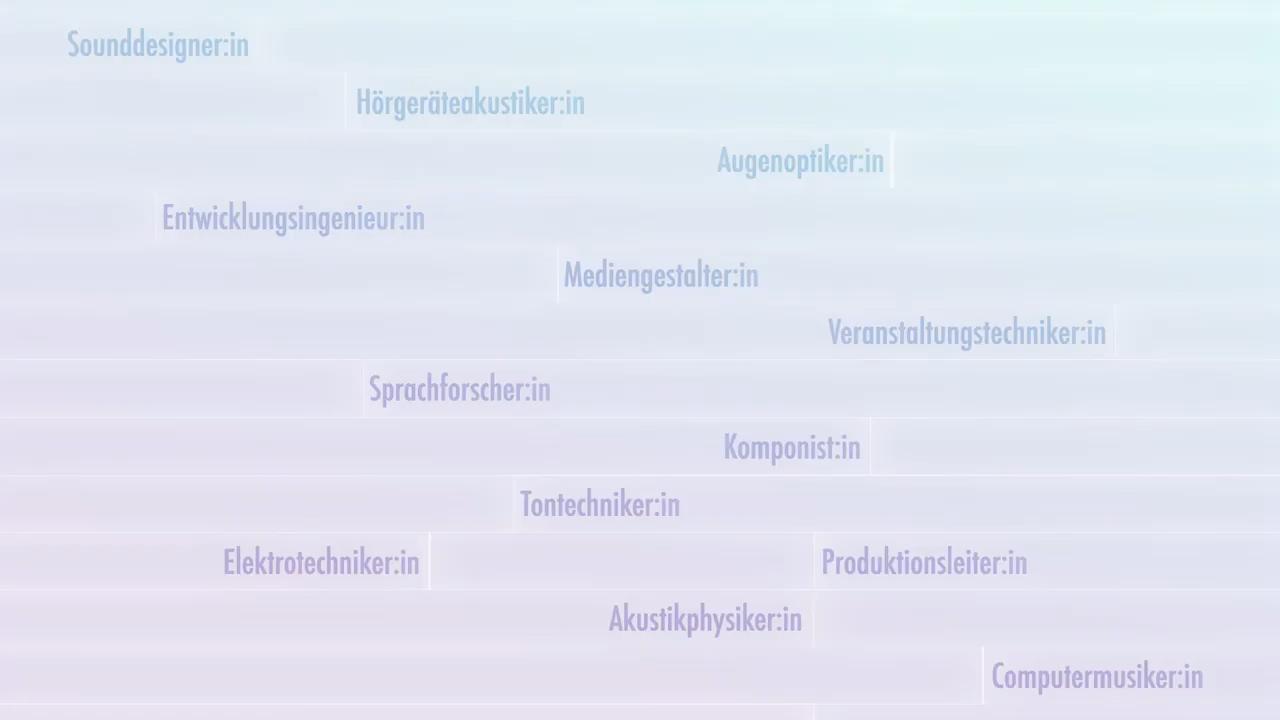 Sounddesigner:in
Hörgeräteakustiker:in
Augenoptiker:in
Entwicklungsingenieur:in
Mediengestalter:in
Veranstaltungstechniker:in
Sprachforscher:in
Komponist:in
Tontechniker:in
Elektrotechniker:in
Produktionsleiter:in
Akustikphysiker:in
Computermusiker:in